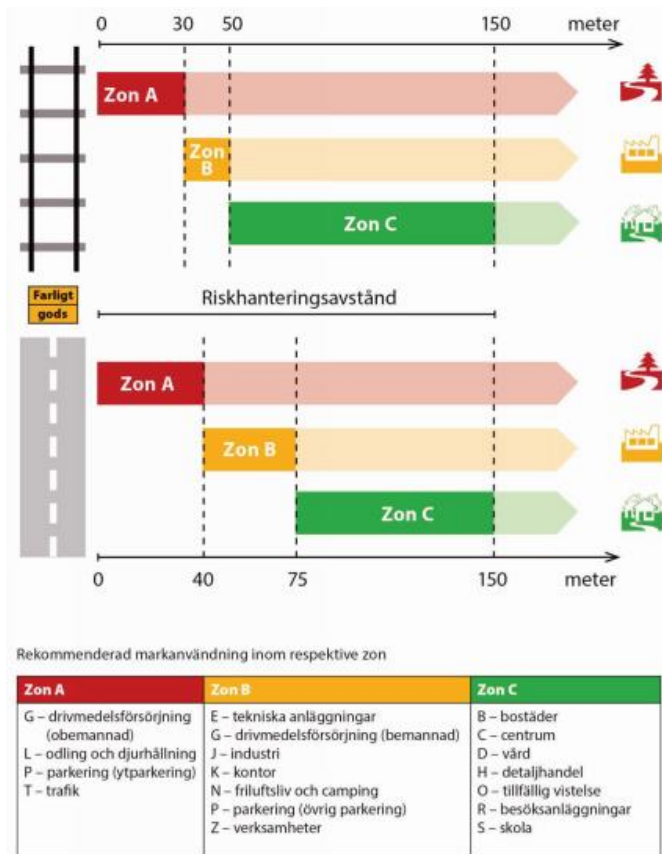 0 30 50 150 meter
Zon A
Zon
B
Zon C
Farligt
gods
Riskhanteringsavstånd
Zon A
Zon B
Zon C
0 40 75 150 meter
Rekommenderad markanvändning inom respektive zon
Zon A
G – drivmedelsförsörjning
(obemannad)
L – odling och djurhållning
P – parkering (ytparkering)
T – trafik
Zon B
E – tekniska anläggningar
G – drivmedelsförsörjning (bemannad)
J – industri
K – kontor
N – friluftsliv och camping
P – parkering (övrig parkering)
Z – verksamheter
Zon C
B – bostäder
C – centrum
D – vård
H – detaljhandel
O – tillfällig vistelse
R – besöksanläggningar
S – skola